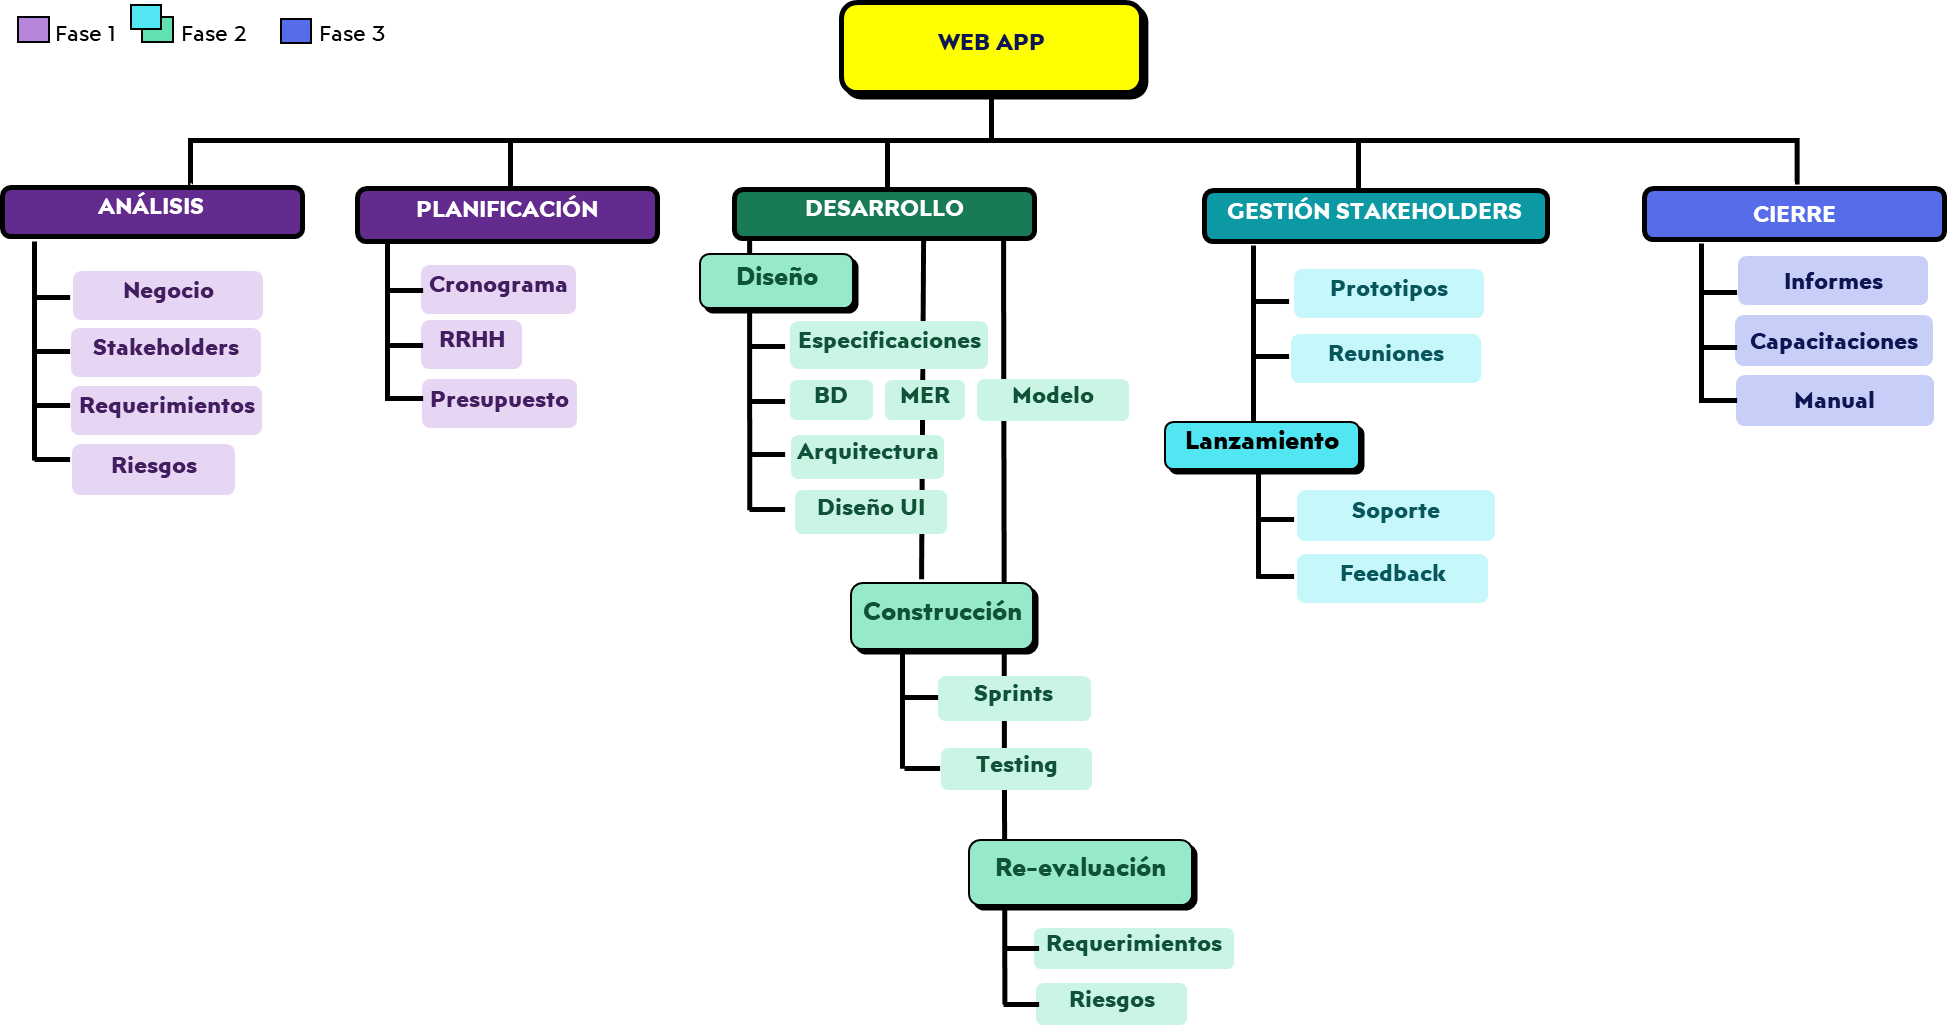 Fase 1
Fase 2
Fase 3
WEB APP
ANÁLISIS
Negocio
Stakeholders
Requerimientos
Riesgos
PLANIFICACIÓN
Cronograma
RRHH
Presupuesto
DESARROLLO
Diseño
Especificaciones
BD
MER
Modelo
Arquitectura
Diseño UI
Construcción
Sprints
Testing
Re-evaluación
Requerimientos
Riesgos
GESTIÓN STAKEHOLDERS
Prototipos
Reuniones
Lanzamiento
Soporte
Feedback
CIERRE
Informes
Capacitaciones
Manual